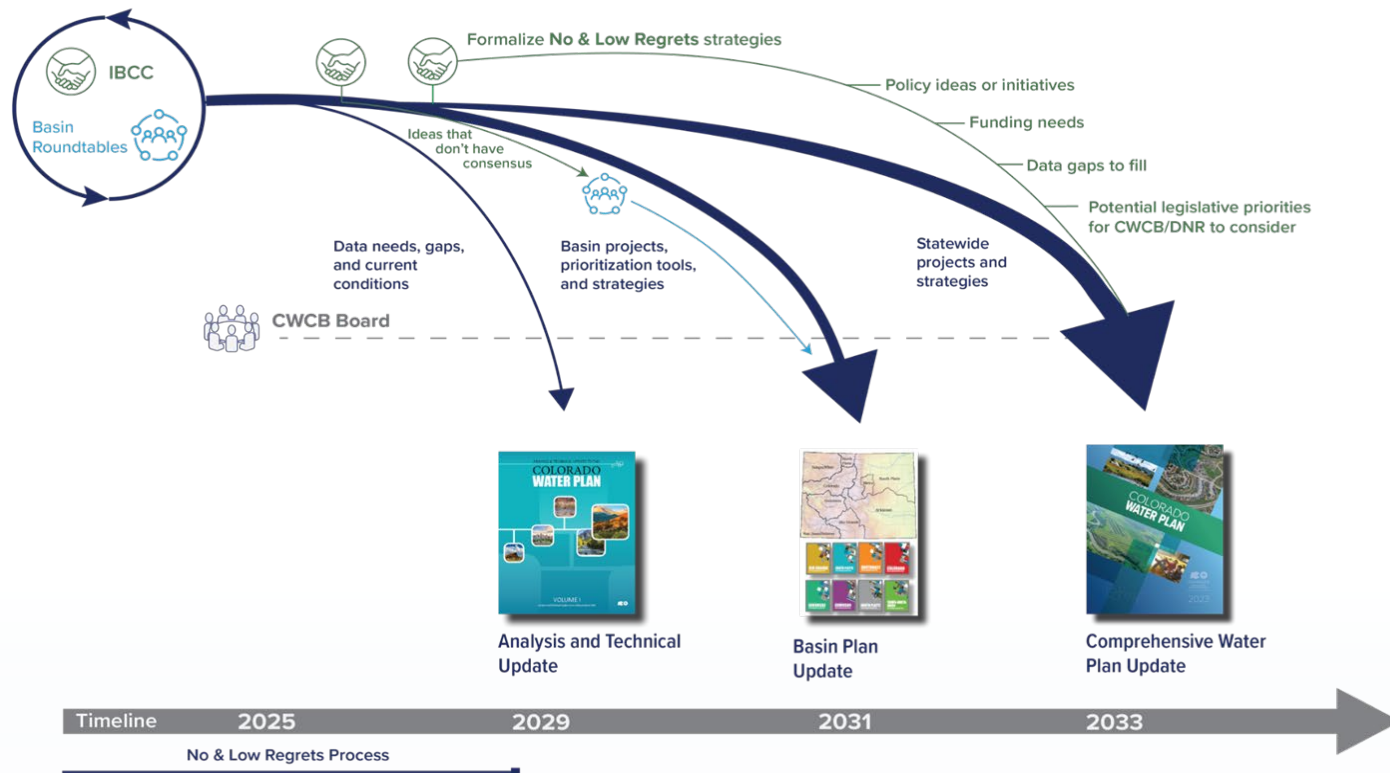 IBCC
Basin
Roundtables
Formalize No & Low Regrets strategies
Policy ideas or initiatives
Funding needs
Data gaps to fill
Potential legislative priorities
for CWCB/DNR to consider
Ideas that
don't have
consensus
Data needs, gaps,
and current
conditions
Basin projects,
prioritization tools,
and strategies
Statewide
projects and
strategies
CWCB Board
COLORADO
WATER PLAN
VOLUME 1
COLORADO
WATER PLAN
2023
Analysis and Technical
Update
Basin Plan
Update
Comprehensive Water
Plan Update
Timeline
2025
2029
2031
2033
No & Low Regrets Process